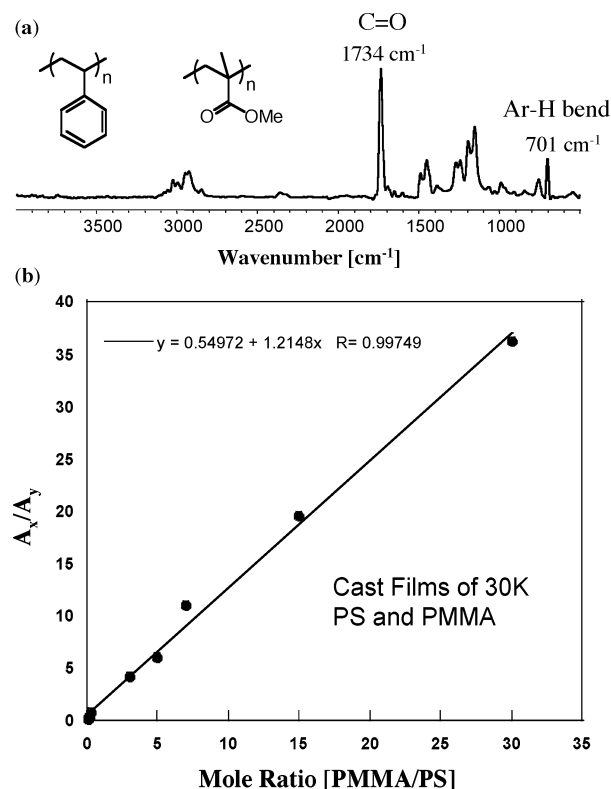 (a)
C=O
1734 cm-1
Ar-H bend
701 cm-1
n
n
O
OMe
3500 3000 2500 2000 1500 1000
Wavenumber [cm-1]
(b)
40
35
30
25
20
15
10
5
0
y = 0.54972 + 1.2148x R= 0.99749
Ax/Ay
Cast Films of 30K
PS and PMMA
0 5 10 15 20 25 30 35
Mole Ratio [PMMA/PS]